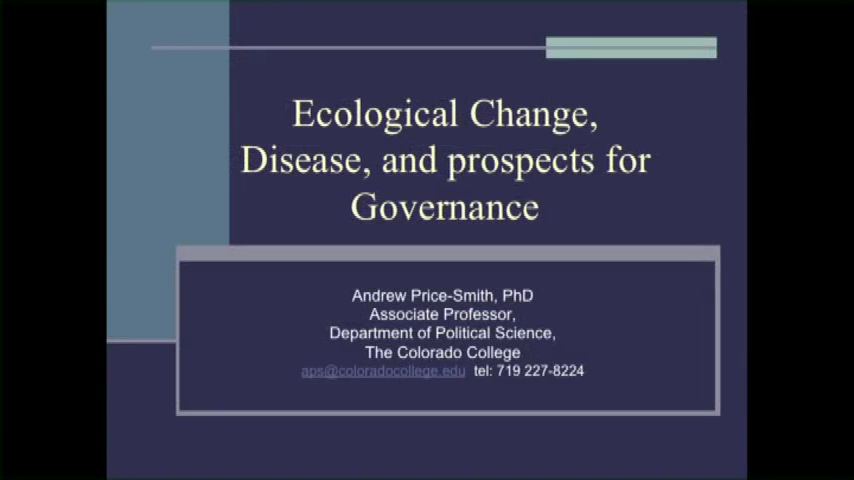 Ecological Change,
Disease, and prospects for
Governance
Andrew Price-Smith, PhD
Associate Professor,
Department of Political Science,
The Colorado College
aps@coloradocollege.edu tel: 719 227-8224